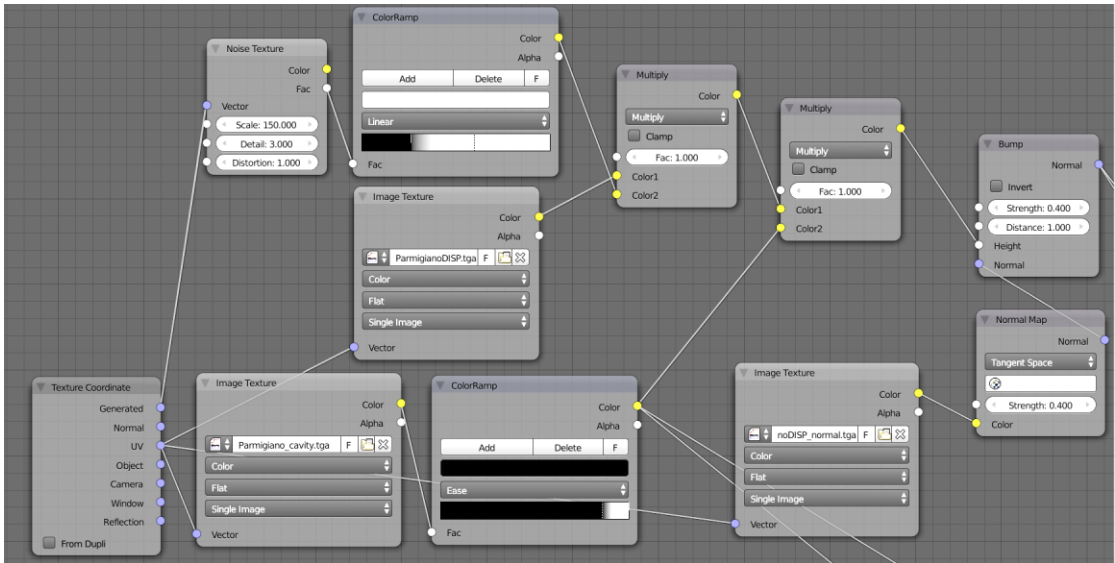 Noise Texture
Color
Fac
Vector
Scale: 150.000
Detail: 3.000
Distortion: 1.000
ColorRamp
Color
Alpha
Add Delete F
Linear
Fac
Image Texture
Color
Alpha
ParmigianoDISP.tga F
Color
Flat
Single Image
Vector
Multiply
Color
Multiply
Clamp
Fac: 1.000
Color1
Color2
Multiply
Color
Multiply
Clamp
Fac: 1.000
Color1
Color2
Bump
Normal
Invert
Strength: 0.400
Distance: 1.000
Height
Normal
Normal Map
Normal
Tangent Space
Strength: 0.400
Color
Texture Coordinate
Generated
Normal
UV
Object
Camera
Window
Reflection
From Dupli
Image Texture
Color
Alpha
Parmigiano_cavity.tga F
Color
Flat
Single Image
Vector
ColorRamp
Color
Alpha
Add Delete F
Ease
Fac
Image Texture
Color
Alpha
noDISP_normal.tga F
Color
Flat
Single Image
Vector